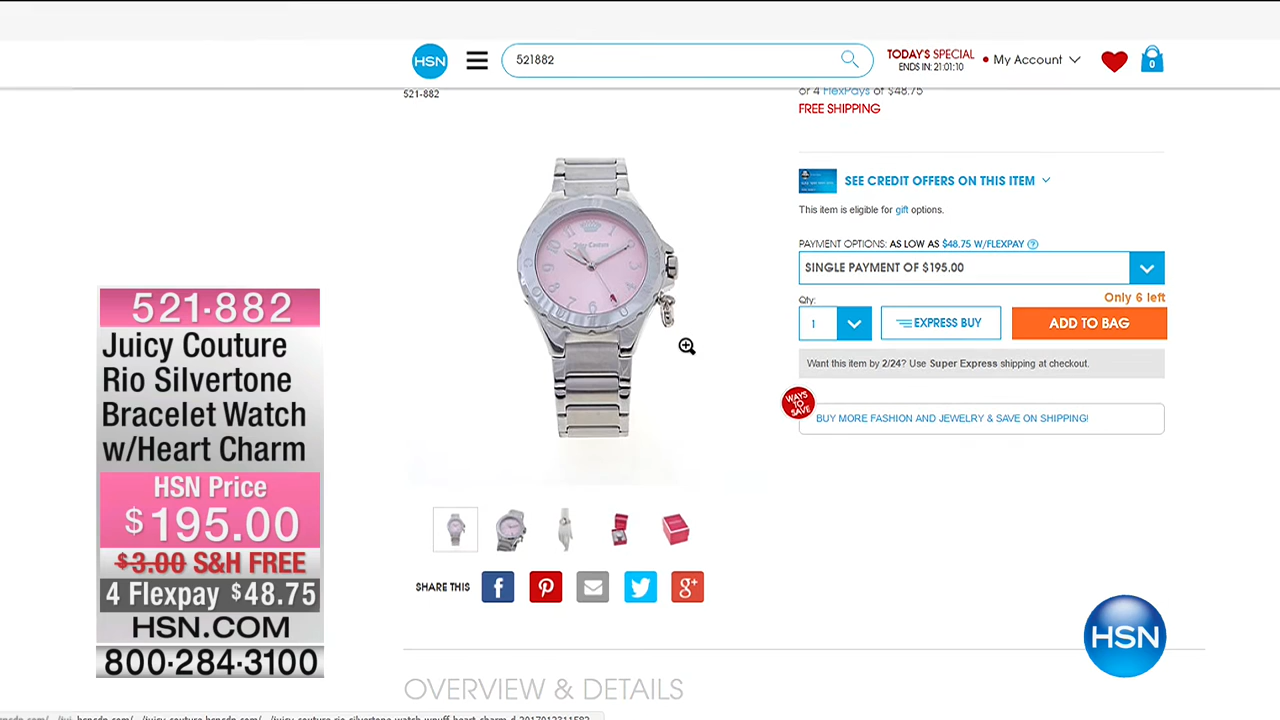 HSN
521882
TODAY'S SPECIAL
ENDS IN: 21:01:10
My Account
0
521-882
or 4 FlexPays of $48.75
FREE SHIPPING
SEE CREDIT OFFERS ON THIS ITEM
This item is eligible for gift options.
PAYMENT OPTIONS: AS LOW AS $48.75 W/FLEXPAY ?
SINGLE PAYMENT OF $195.00
Only 6 left
Qty:
1
EXPRESS BUY
ADD TO BAG
Want this item by 2/24? Use Super Express shipping at checkout.
WAYS
TO
SAVE
BUY MORE FASHION AND JEWELRY & SAVE ON SHIPPING!
Juicy Couture
521-882
Juicy Couture
Rio Silvertone
Bracelet Watch
w/Heart Charm
HSN Price
$195.00
$3.00 S&H FREE
4 Flexpay $48.75
HSN.COM
800-284-3100
SHARE THIS
HSN
OVERVIEW & DETAILS